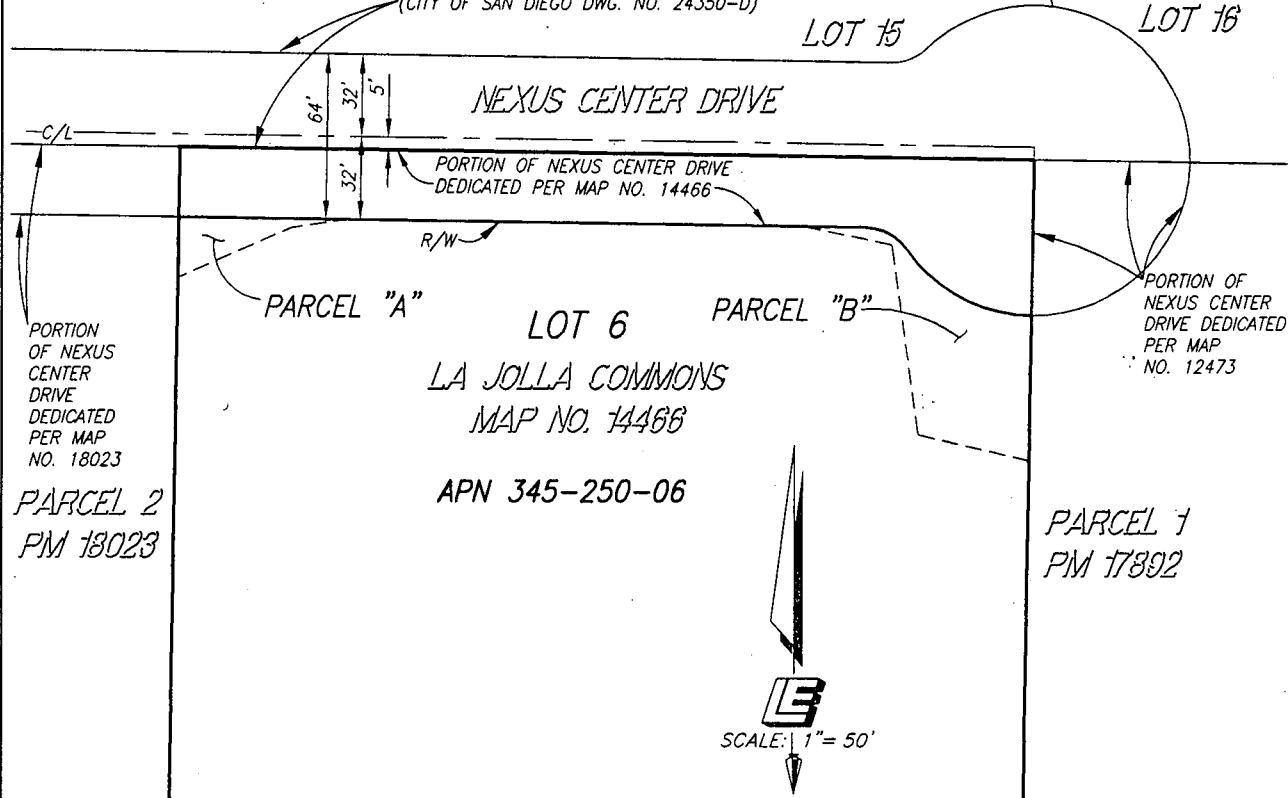 (CITY OF SAN DIEGO DWG. NO. 24350-D)
LOT 15
LOT 16
NEXUS CENTER DRIVE
64'
32'
5'
C/L
32'
PORTION OF NEXUS CENTER DRIVE
DEDICATED PER MAP NO. 14466
R/W
PARCEL "A"
PARCEL "B"
PORTION OF
NEXUS CENTER
DRIVE DEDICATED
PER MAP
NO. 12473
PORTION
OF NEXUS
CENTER
DRIVE
DEDICATED
PER MAP
NO. 18023
LOT 6
LA JOLLA COMMONS
MAP NO. 14466
APN 345-250-06
PARCEL 2
PM 18023
PARCEL 1
PM 17892
LE
SCALE: 1"= 50'